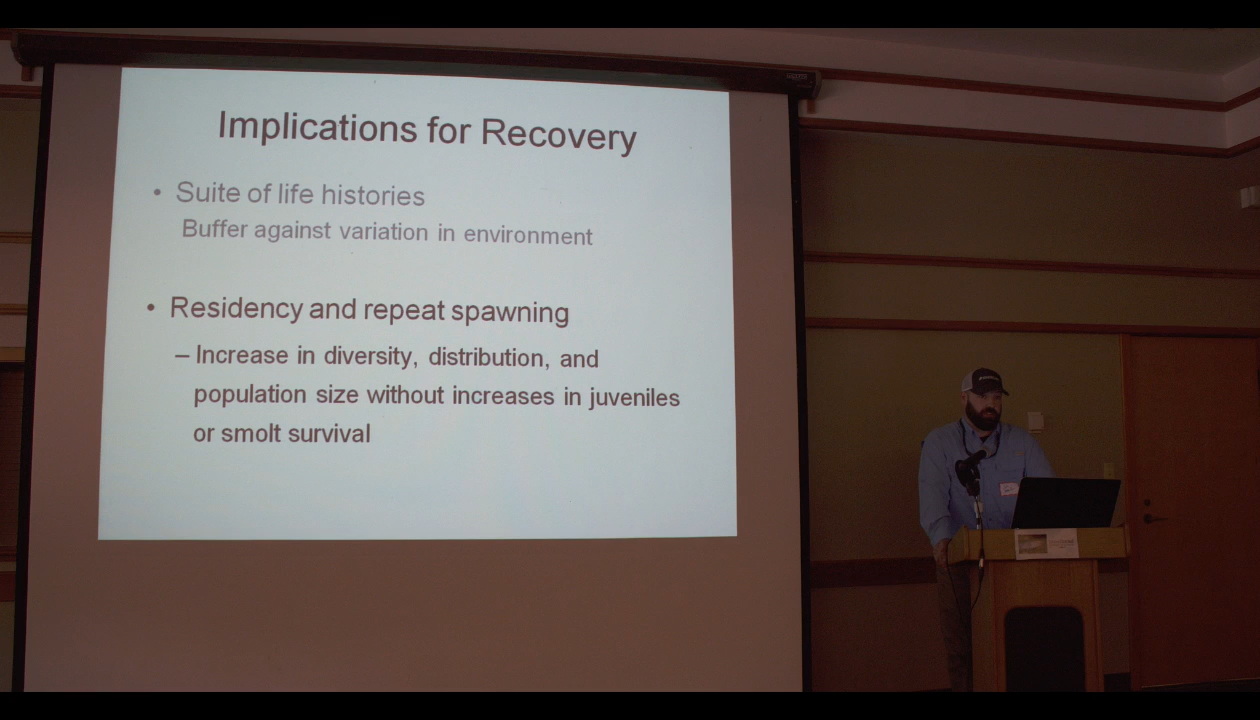 Implications for Recovery
• Suite of life histories
Buffer against variation in environment
• Residency and repeat spawning
– Increase in diversity, distribution, and
population size without increases in juveniles
or smolt survival